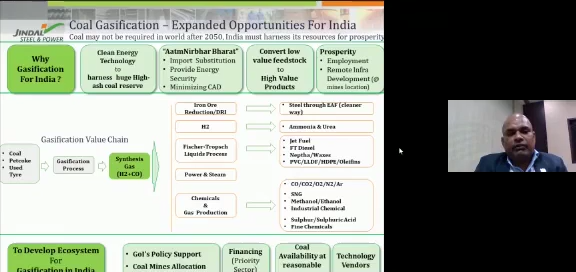 JINDAL
STEEL & POWER
Coal Gasification – Expanded Opportunities For India
Coal may not be required in world after 2050, India must harness its resources for prosperity
Why
Gasification
For India ?
Clean Energy
Technology
to
harness huge High-
ash coal reserve
"AatmNirbhar Bharat"
• Import Substitution
• Provide Energy
Security
• Minimizing CAD
Convert low
value feedstock
to
High Value
Products
Prosperity
• Employment
• Remote Infra
Development (@
mines location)
Gasification Value Chain
• Coal
• Petcoke
• Used
Tyre
Gasification
Process
Synthesis
Gas
(H2+CO)
Iron Ore
Reduction/DRI
• Steel through EAF (cleaner
way)
H2
• Ammonia & Urea
Fischer-Tropsch
Liquids Process
• Jet Fuel
• FT Diesel
• Neptha/Waxes
• PVC/LLDF/HDPE/Oleifins
Power & Steam
Chemicals
&
Gas Production
• CO/CO2/O2/N2/Ar
• SNG
• Methanol/Ethanol
• Industrial Chemical
• Sulphur/Sulphuric Acid
• Fine Chemicals
To Develop Ecosystem
For
Gasification in India
• GoI's Policy Support
• Coal Mines Allocation
Financing
(Priority
Sector)
Coal
Availability at
reasonable
Technology
Vendors